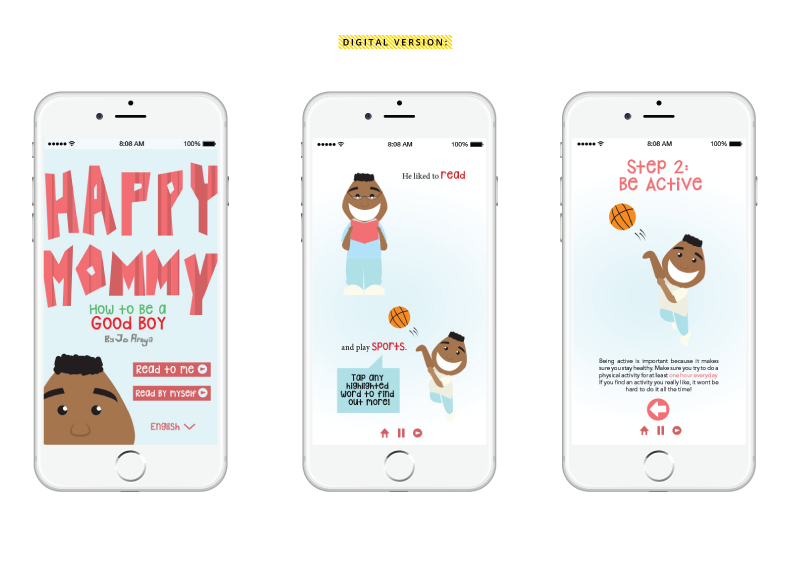 DIGITAL VERSION:
8:08 AM
100%
HAPPY
MOMMY
How to be a
Good Boy
By Jo Araya
Read to me
Read by myself
English
8:08 AM
100%
He liked to read
and play sports.
Tap any
highlighted
word to find
out more!
8:08 AM
100%
Step 2:
Be Active
Being active is important because it makes
sure you stay healthy. Make sure you try to do a
physical activity for at least one hour everyday.
If you find an activity you really like, it wont be
hard to do it all the time!